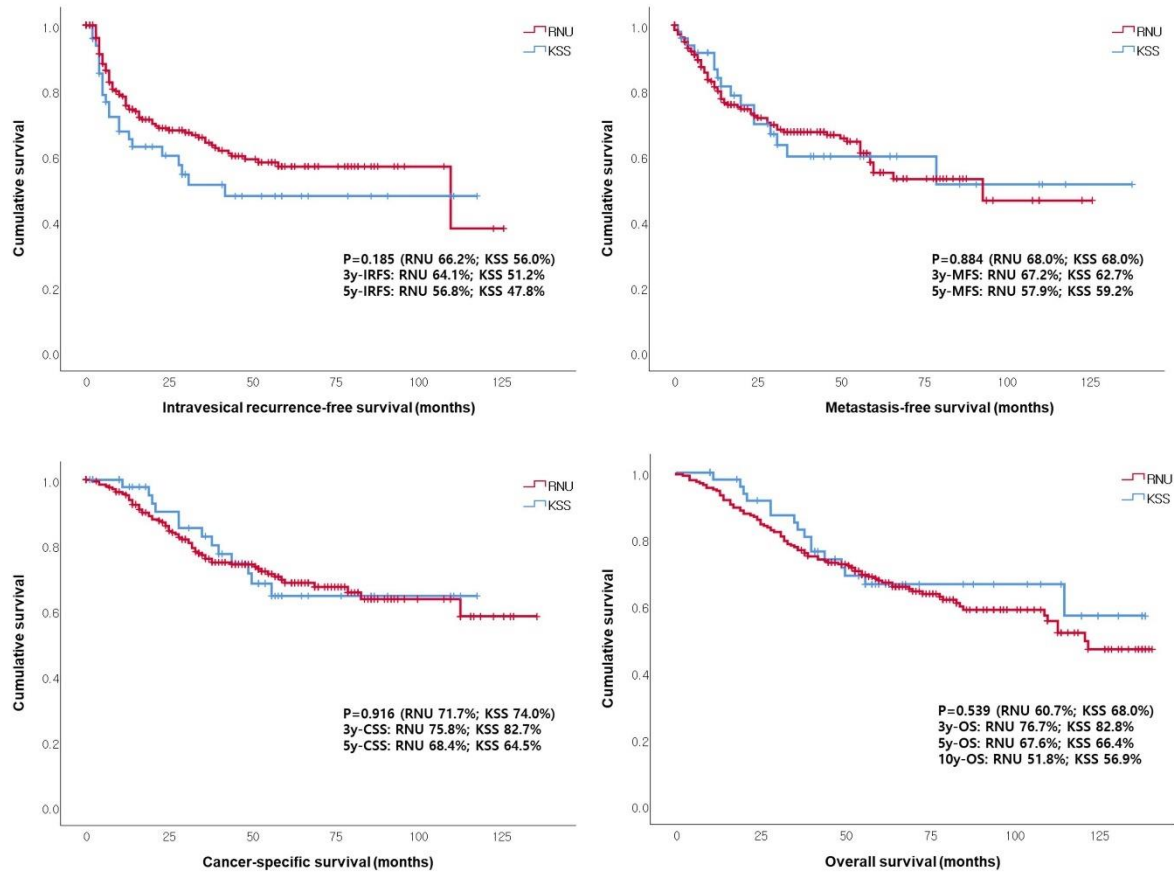 Cumulative survival
1.0
0.8
0.6
0.4
0.2
0.0
RNU
KSS
P=0.185 (RNU 66.2%; KSS 56.0%)
3y-IRFS: RNU 64.1%; KSS 51.2%
5y-IRFS: RNU 56.8%; KSS 47.8%
0 25 50 75 100 125
Intravesical recurrence-free survival (months)
Cumulative survival
1.0
0.8
0.6
0.4
0.2
0.0
RNU
KSS
P=0.884 (RNU 68.0%; KSS 68.0%)
3y-MFS: RNU 67.2%; KSS 62.7%
5y-MFS: RNU 57.9%; KSS 59.2%
0 25 50 75 100 125
Metastasis-free survival (months)
Cumulative survival
1.0
0.8
0.6
0.4
0.2
0.0
RNU
KSS
P=0.916 (RNU 71.7%; KSS 74.0%)
3y-CSS: RNU 75.8%; KSS 82.7%
5y-CSS: RNU 68.4%; KSS 64.5%
0 25 50 75 100 125
Cancer-specific survival (months)
Cumulative survival
1.0
0.8
0.6
0.4
0.2
0.0
RNU
KSS
P=0.539 (RNU 60.7%; KSS 68.0%)
3y-OS: RNU 76.7%; KSS 82.8%
5y-OS: RNU 67.6%; KSS 66.4%
10y-OS: RNU 51.8%; KSS 56.9%
0 25 50 75 100 125
Overall survival (months)